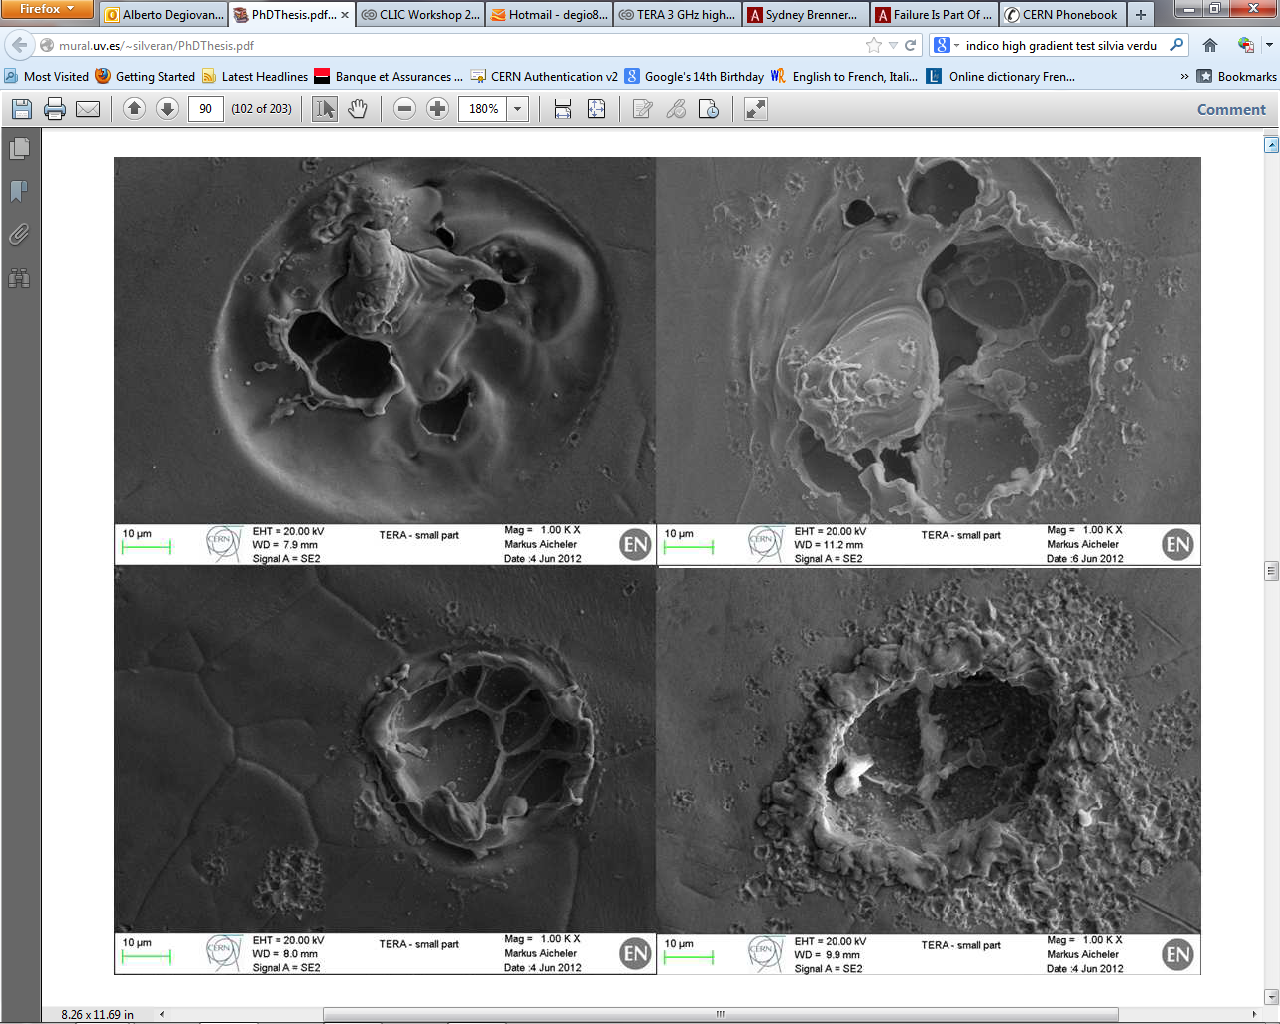 Firefox
Alberto Degiovan...
PhDThesis.pdf...
CLIC Workshop 2...
Hotmail - degio8...
TERA 3 GHz high...
Sydney Brenner...
Failure Is Part Of ...
CERN Phonebook
mural.uv.es/~silveran/PhDThesis.pdf
indico high gradient test silvia verdu
Most Visited
Getting Started
Latest Headlines
Banque et Assurances ...
CERN Authentication v2
Google's 14th Birthday
English to French, Itali...
Online dictionary Fren...
Bookmarks
90
(102 of 203)
180%
Comment
10 µm
CERN
EHT = 20.00 kV
WD = 7.9 mm
Signal A = SE2
TERA - small part
Mag = 1.00 K X
Markus Aicheler
Date :4 Jun 2012
EN
10 µm
CERN
EHT = 20.00 kV
WD = 11.2 mm
Signal A = SE2
TERA - small part
Mag = 1.00 K X
Markus Aicheler
Date :6 Jun 2012
EN
10 µm
CERN
EHT = 20.00 kV
WD = 8.0 mm
Signal A = SE2
TERA - small part
Mag = 1.00 K X
Markus Aicheler
Date :4 Jun 2012
EN
10 µm
CERN
EHT = 20.00 kV
WD = 9.9 mm
Signal A = SE2
TERA - small part
Mag = 1.00 K X
Markus Aicheler
Date :4 Jun 2012
EN
8.26 x 11.69 in